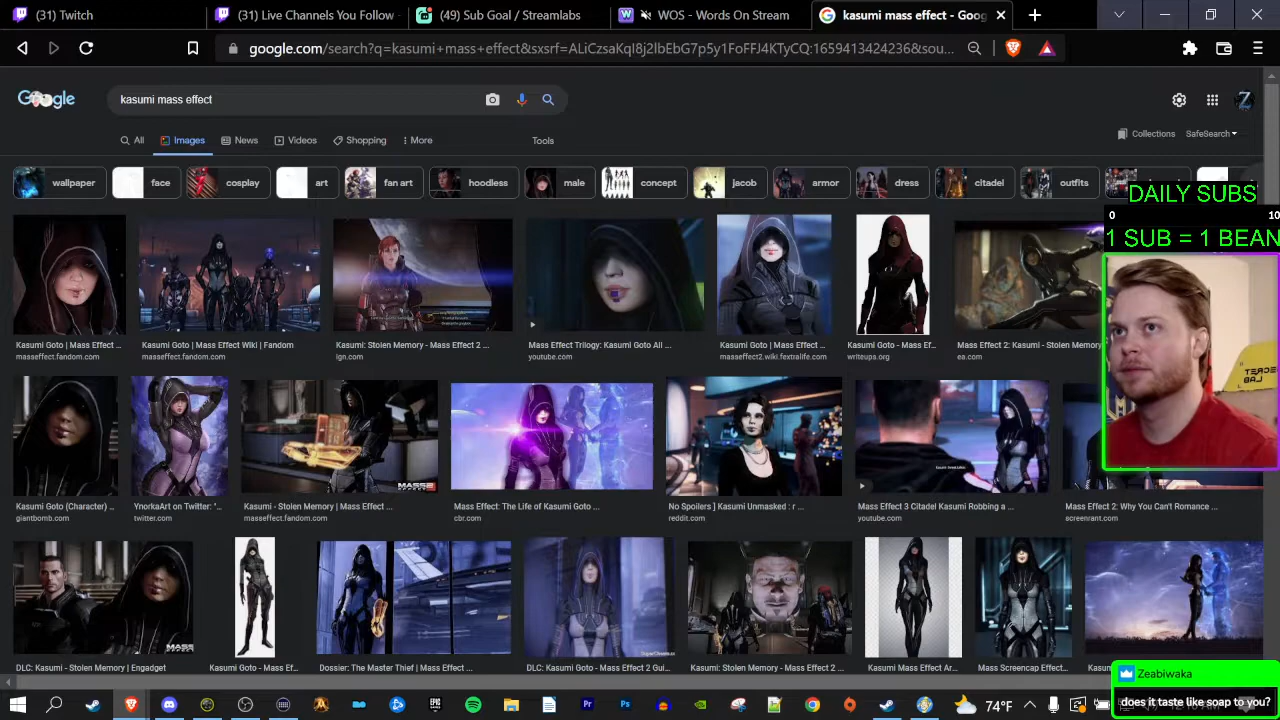 (31) Twitch
(31) Live Channels You Follow
(49) Sub Goal / Streamlabs
WOS - Words On Stream
kasumi mass effect - Goog
google.com/search?q=kasumi+mass+effect&sxsrf=ALiCzsaKqI8j2lbEbG7p5y1FoFFJ4KTyCQ:1659413424236&sou...
Google
kasumi mass effect
All
Images
News
Videos
Shopping
More
Tools
Collections
SafeSearch
wallpaper
face
cosplay
art
fan art
hoodless
male
concept
jacob
armor
dress
citadel
outfits
DAILY SUBS
0
10
1 SUB = 1 BEAN
Kasumi Goto | Mass Effect ...
masseffect.fandom.com
Kasumi Goto | Mass Effect Wiki | Fandom
masseffect.fandom.com
Kasumi: Stolen Memory - Mass Effect 2 ...
ign.com
Mass Effect Trilogy: Kasumi Goto All ...
youtube.com
Kasumi Goto | Mass Effect ...
masseffect2.wiki.fextralife.com
Kasumi Goto - Mass Ef...
writeups.org
Mass Effect 2: Kasumi - Stolen Memory
ea.com
SECRET
LAB
MASS EFFECT 2
Kasumi Goto (Character) ...
giantbomb.com
YnorkaArt on Twitter: "...
twitter.com
Kasumi - Stolen Memory | Mass Effect ...
masseffect.fandom.com
Mass Effect: The Life of Kasumi Goto ...
cbr.com
No Spoilers ] Kasumi Unmasked : r ...
reddit.com
Mass Effect 3 Citadel Kasumi Robbing a ...
youtube.com
Mass Effect 2: Why You Can't Romance ...
screenrant.com
MASS
DLC: Kasumi - Stolen Memory | Engadget
Kasumi Goto - Mass Ef...
Dossier: The Master Thief | Mass Effect ...
DLC: Kasumi - Mass Effect 2 Gui...
Kasumi: Stolen Memory - Mass Effect 2 ...
Kasumi Mass Effect Ar...
Mass Screencap Effect...
Zeabiwaka
does it taste like soap to you?
74°F